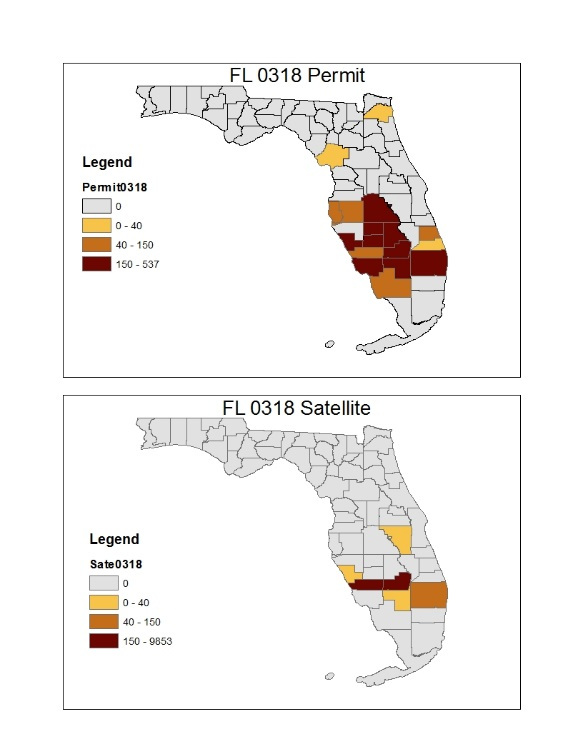 FL 0318 Permit
Legend
Permit0318
0
0 - 40
40 - 150
150 - 537
FL 0318 Satellite
Legend
Sate0318
0
0 - 40
40 - 150
150 - 9853